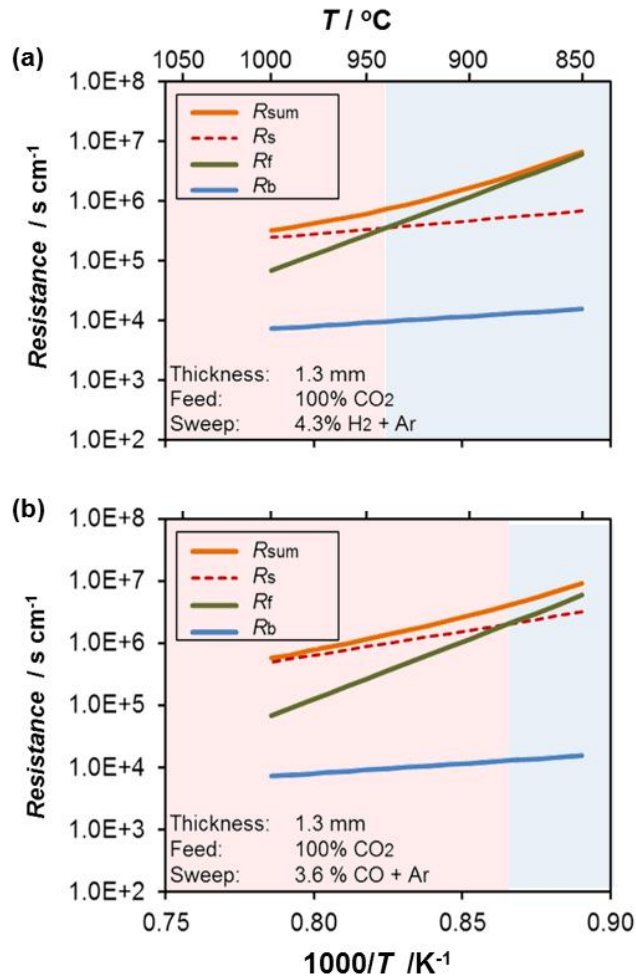 T / °C
(a)
1050 1000 950 900 850
1.0E+8
1.0E+7
1.0E+6
1.0E+5
1.0E+4
1.0E+3
1.0E+2
Resistance / s cm⁻¹
Rsum
Rs
Rf
Rb
Thickness: 1.3 mm
Feed: 100% CO2
Sweep: 4.3% H2 + Ar
(b)
1.0E+8
1.0E+7
1.0E+6
1.0E+5
1.0E+4
1.0E+3
1.0E+2
Resistance / s cm⁻¹
Rsum
Rs
Rf
Rb
Thickness: 1.3 mm
Feed: 100% CO2
Sweep: 3.6 % CO + Ar
0.75 0.80 0.85 0.90
1000/T /K⁻¹